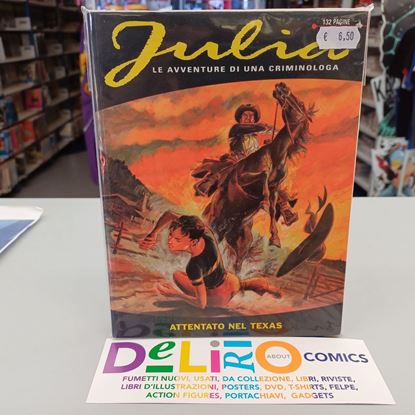 Julia
132 PAGINE
€ 6,50
LE AVVENTURE DI UNA CRIMINOLOGA
ATTENTATO NEL TEXAS
DeLiRiO ABOUT COMICS
FUMETTI NUOVI, USATI, DA COLLEZIONE, LIBRI, RIVISTE,
LIBRI D'ILLUSTRAZIONI, POSTERS, DVD, T-SHIRTS, FELPE,
ACTION FIGURES, PORTACHIAVI, GADGETS